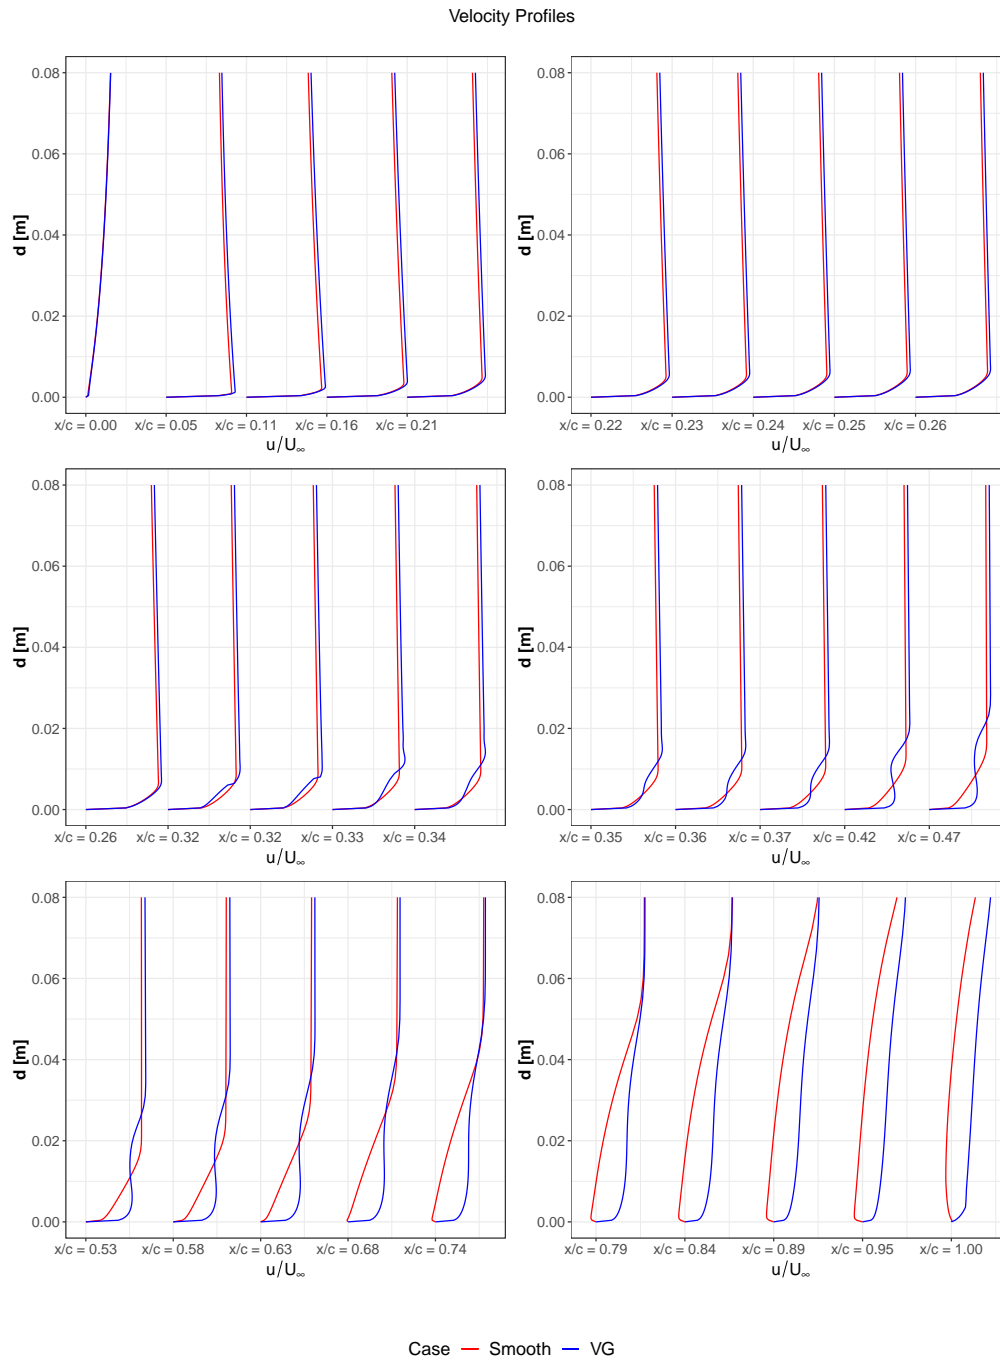 Velocity Profiles
0.08
0.06
0.04
0.02
0.00
d [m]
x/c = 0.00 x/c = 0.05 x/c = 0.11 x/c = 0.16 x/c = 0.21
u/U∞
0.08
0.06
0.04
0.02
0.00
d [m]
x/c = 0.22 x/c = 0.23 x/c = 0.24 x/c = 0.25 x/c = 0.26
u/U∞
0.08
0.06
0.04
0.02
0.00
d [m]
x/c = 0.26 x/c = 0.32 x/c = 0.32 x/c = 0.33 x/c = 0.34
u/U∞
0.08
0.06
0.04
0.02
0.00
d [m]
x/c = 0.35 x/c = 0.36 x/c = 0.37 x/c = 0.42 x/c = 0.47
u/U∞
0.08
0.06
0.04
0.02
0.00
d [m]
x/c = 0.53 x/c = 0.58 x/c = 0.63 x/c = 0.68 x/c = 0.74
u/U∞
0.08
0.06
0.04
0.02
0.00
d [m]
x/c = 0.79 x/c = 0.84 x/c = 0.89 x/c = 0.95 x/c = 1.00
u/U∞
Case Smooth VG